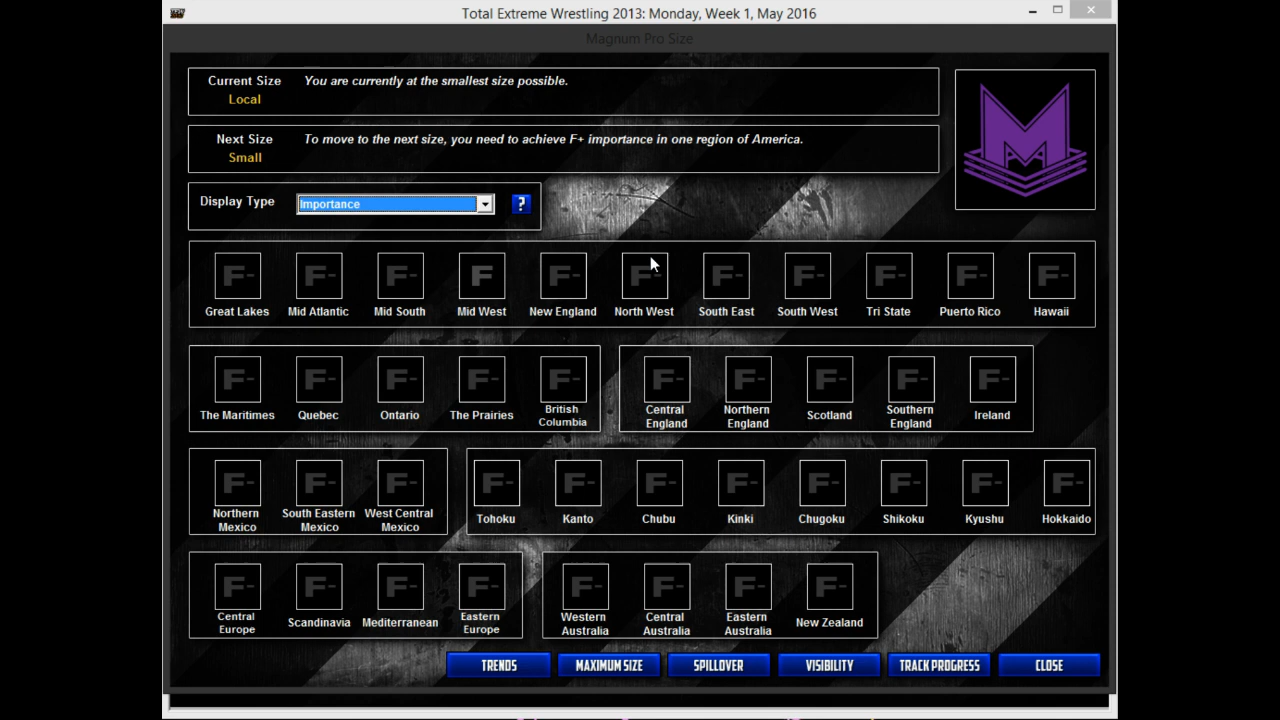 Total Extreme Wrestling 2013: Monday, Week 1, May 2016
Magnum Pro Size
Current Size
You are currently at the smallest size possible.
Local
Next Size
To move to the next size, you need to achieve F+ importance in one region of America.
Small
Display Type
Importance
?
F- F- F- F F- F- F- F- F- F- F-
Great Lakes Mid Atlantic Mid South Mid West New England North West South East South West Tri State Puerto Rico Hawaii
F- F- F- F- F- F- F- F- F- F-
The Maritimes Quebec Ontario The Prairies British Columbia Central England Northern England Scotland Southern England Ireland
F- F- F- F- F- F- F- F- F- F- F-
Northern Mexico South Eastern Mexico West Central Mexico Tohoku Kanto Chubu Kinki Chugoku Shikoku Kyushu Hokkaido
F- F- F- F- F- F- F- F-
Central Europe Scandinavia Mediterranean Eastern Europe Western Australia Central Australia Eastern Australia New Zealand
TRENDS MAXIMUM SIZE SPILLOVER VISIBILITY TRACK PROGRESS CLOSE